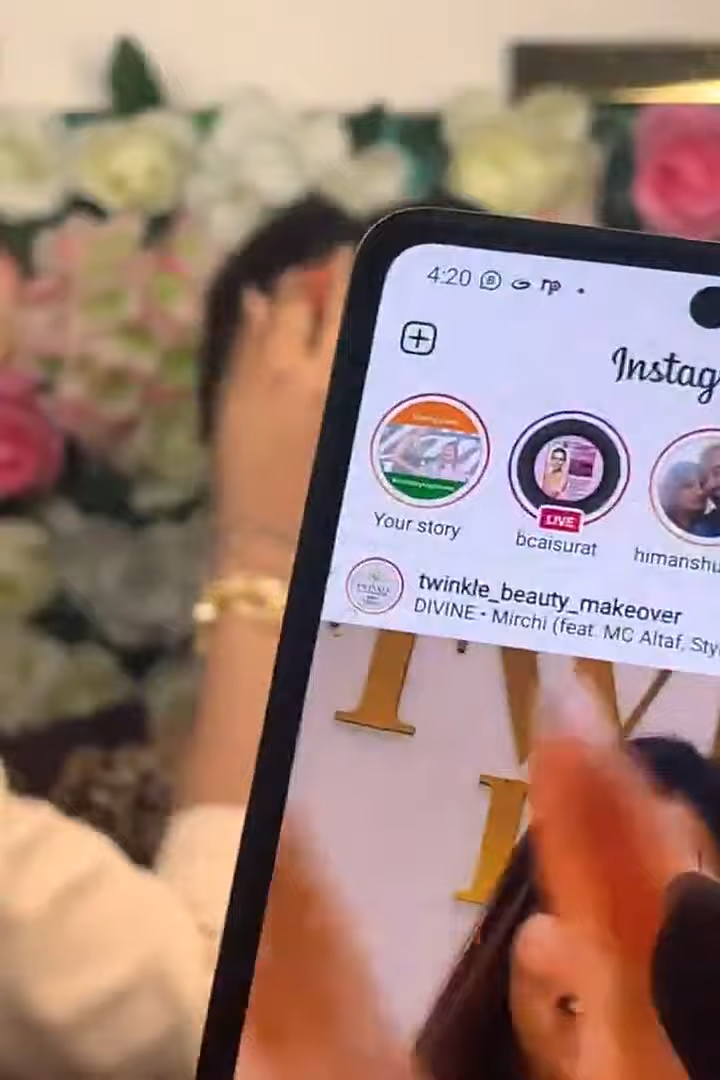 4:20
Instag
Your story
LIVE
bcaisurat
himanshu
twinkle_beauty_makeover
DIVINE • Mirchi (feat. MC Altaf, Sty